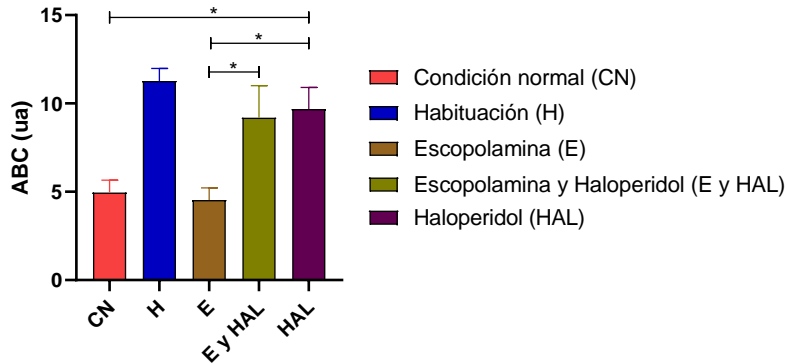 15
10
5
0
ABC (ua)
*
*
*
CN
H
E
E y HAL
HAL
Condición normal (CN)
Habituación (H)
Escopolamina (E)
Escopolamina y Haloperidol (E y HAL)
Haloperidol (HAL)